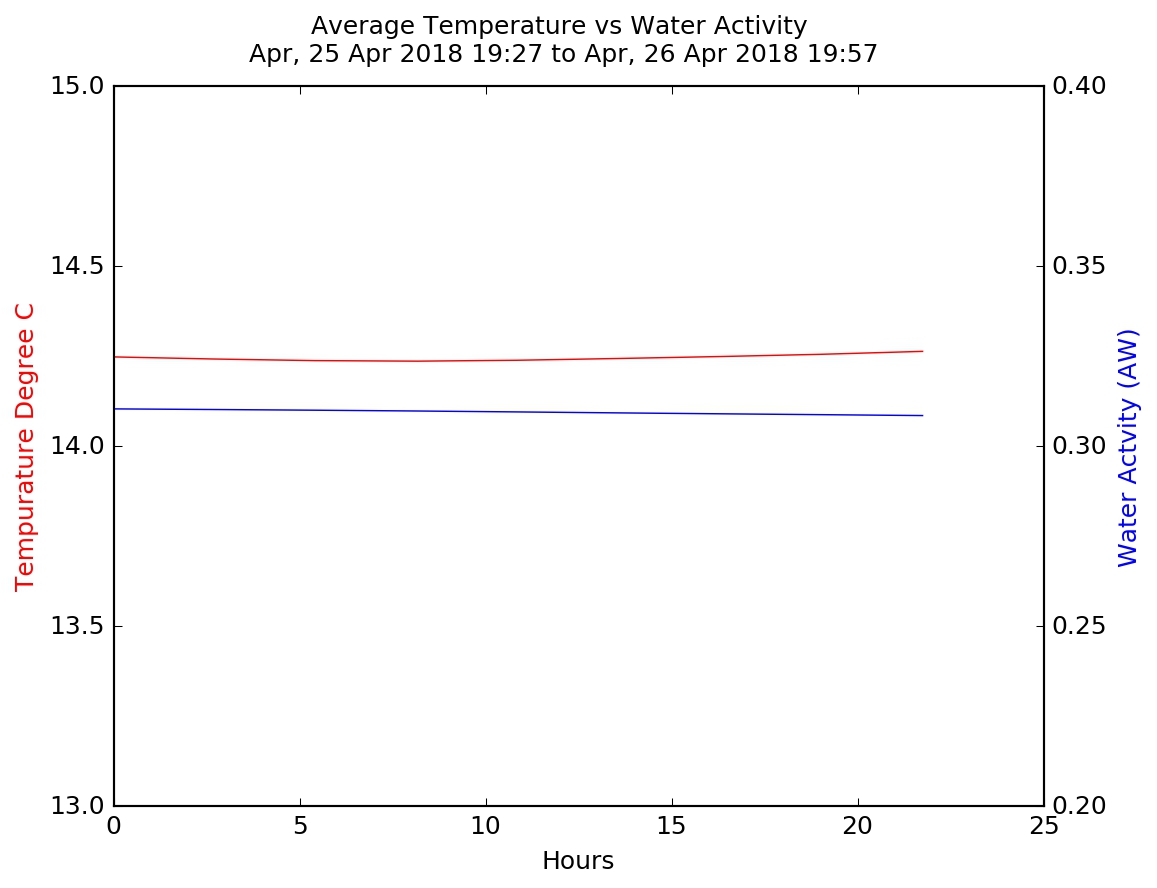 Average Temperature vs Water Activity
Apr, 25 Apr 2018 19:27 to Apr, 26 Apr 2018 19:57
15.0
14.5
14.0
13.5
13.0
Tempurature Degree C
0.40
0.35
0.30
0.25
0.20
Water Actvity (AW)
0 5 10 15 20 25
Hours